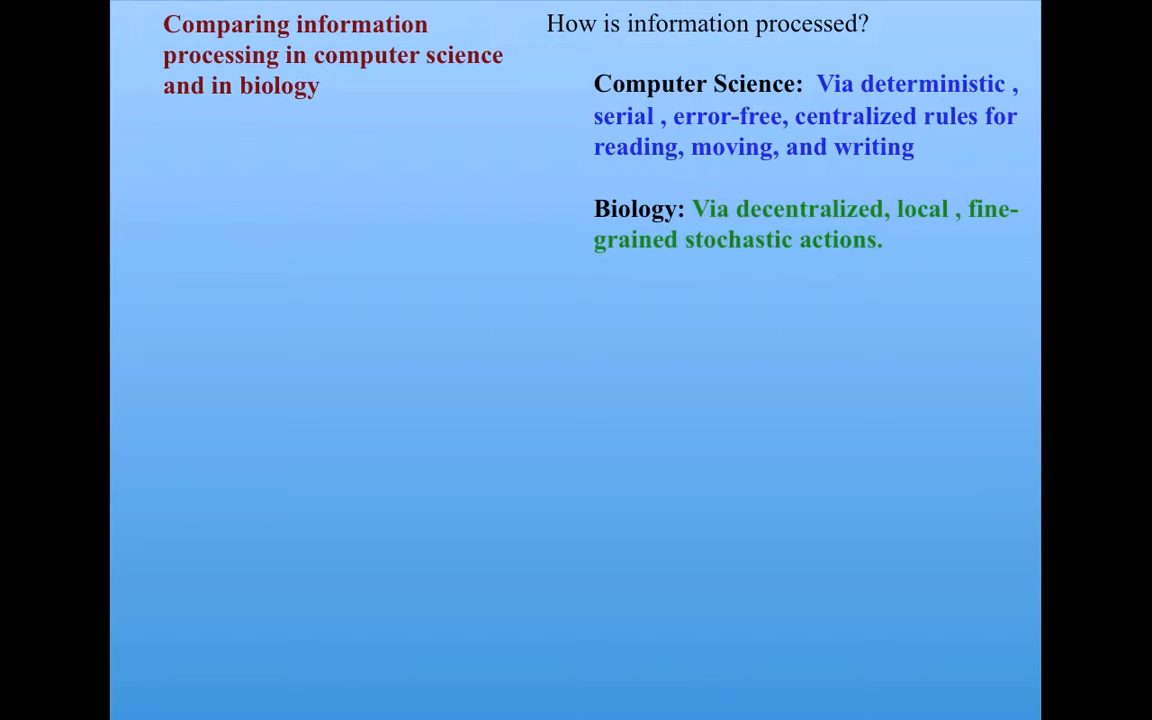 Comparing information
processing in computer science
and in biology
How is information processed?
Computer Science: Via deterministic ,
serial , error-free, centralized rules for
reading, moving, and writing
Biology: Via decentralized, local , fine-
grained stochastic actions.